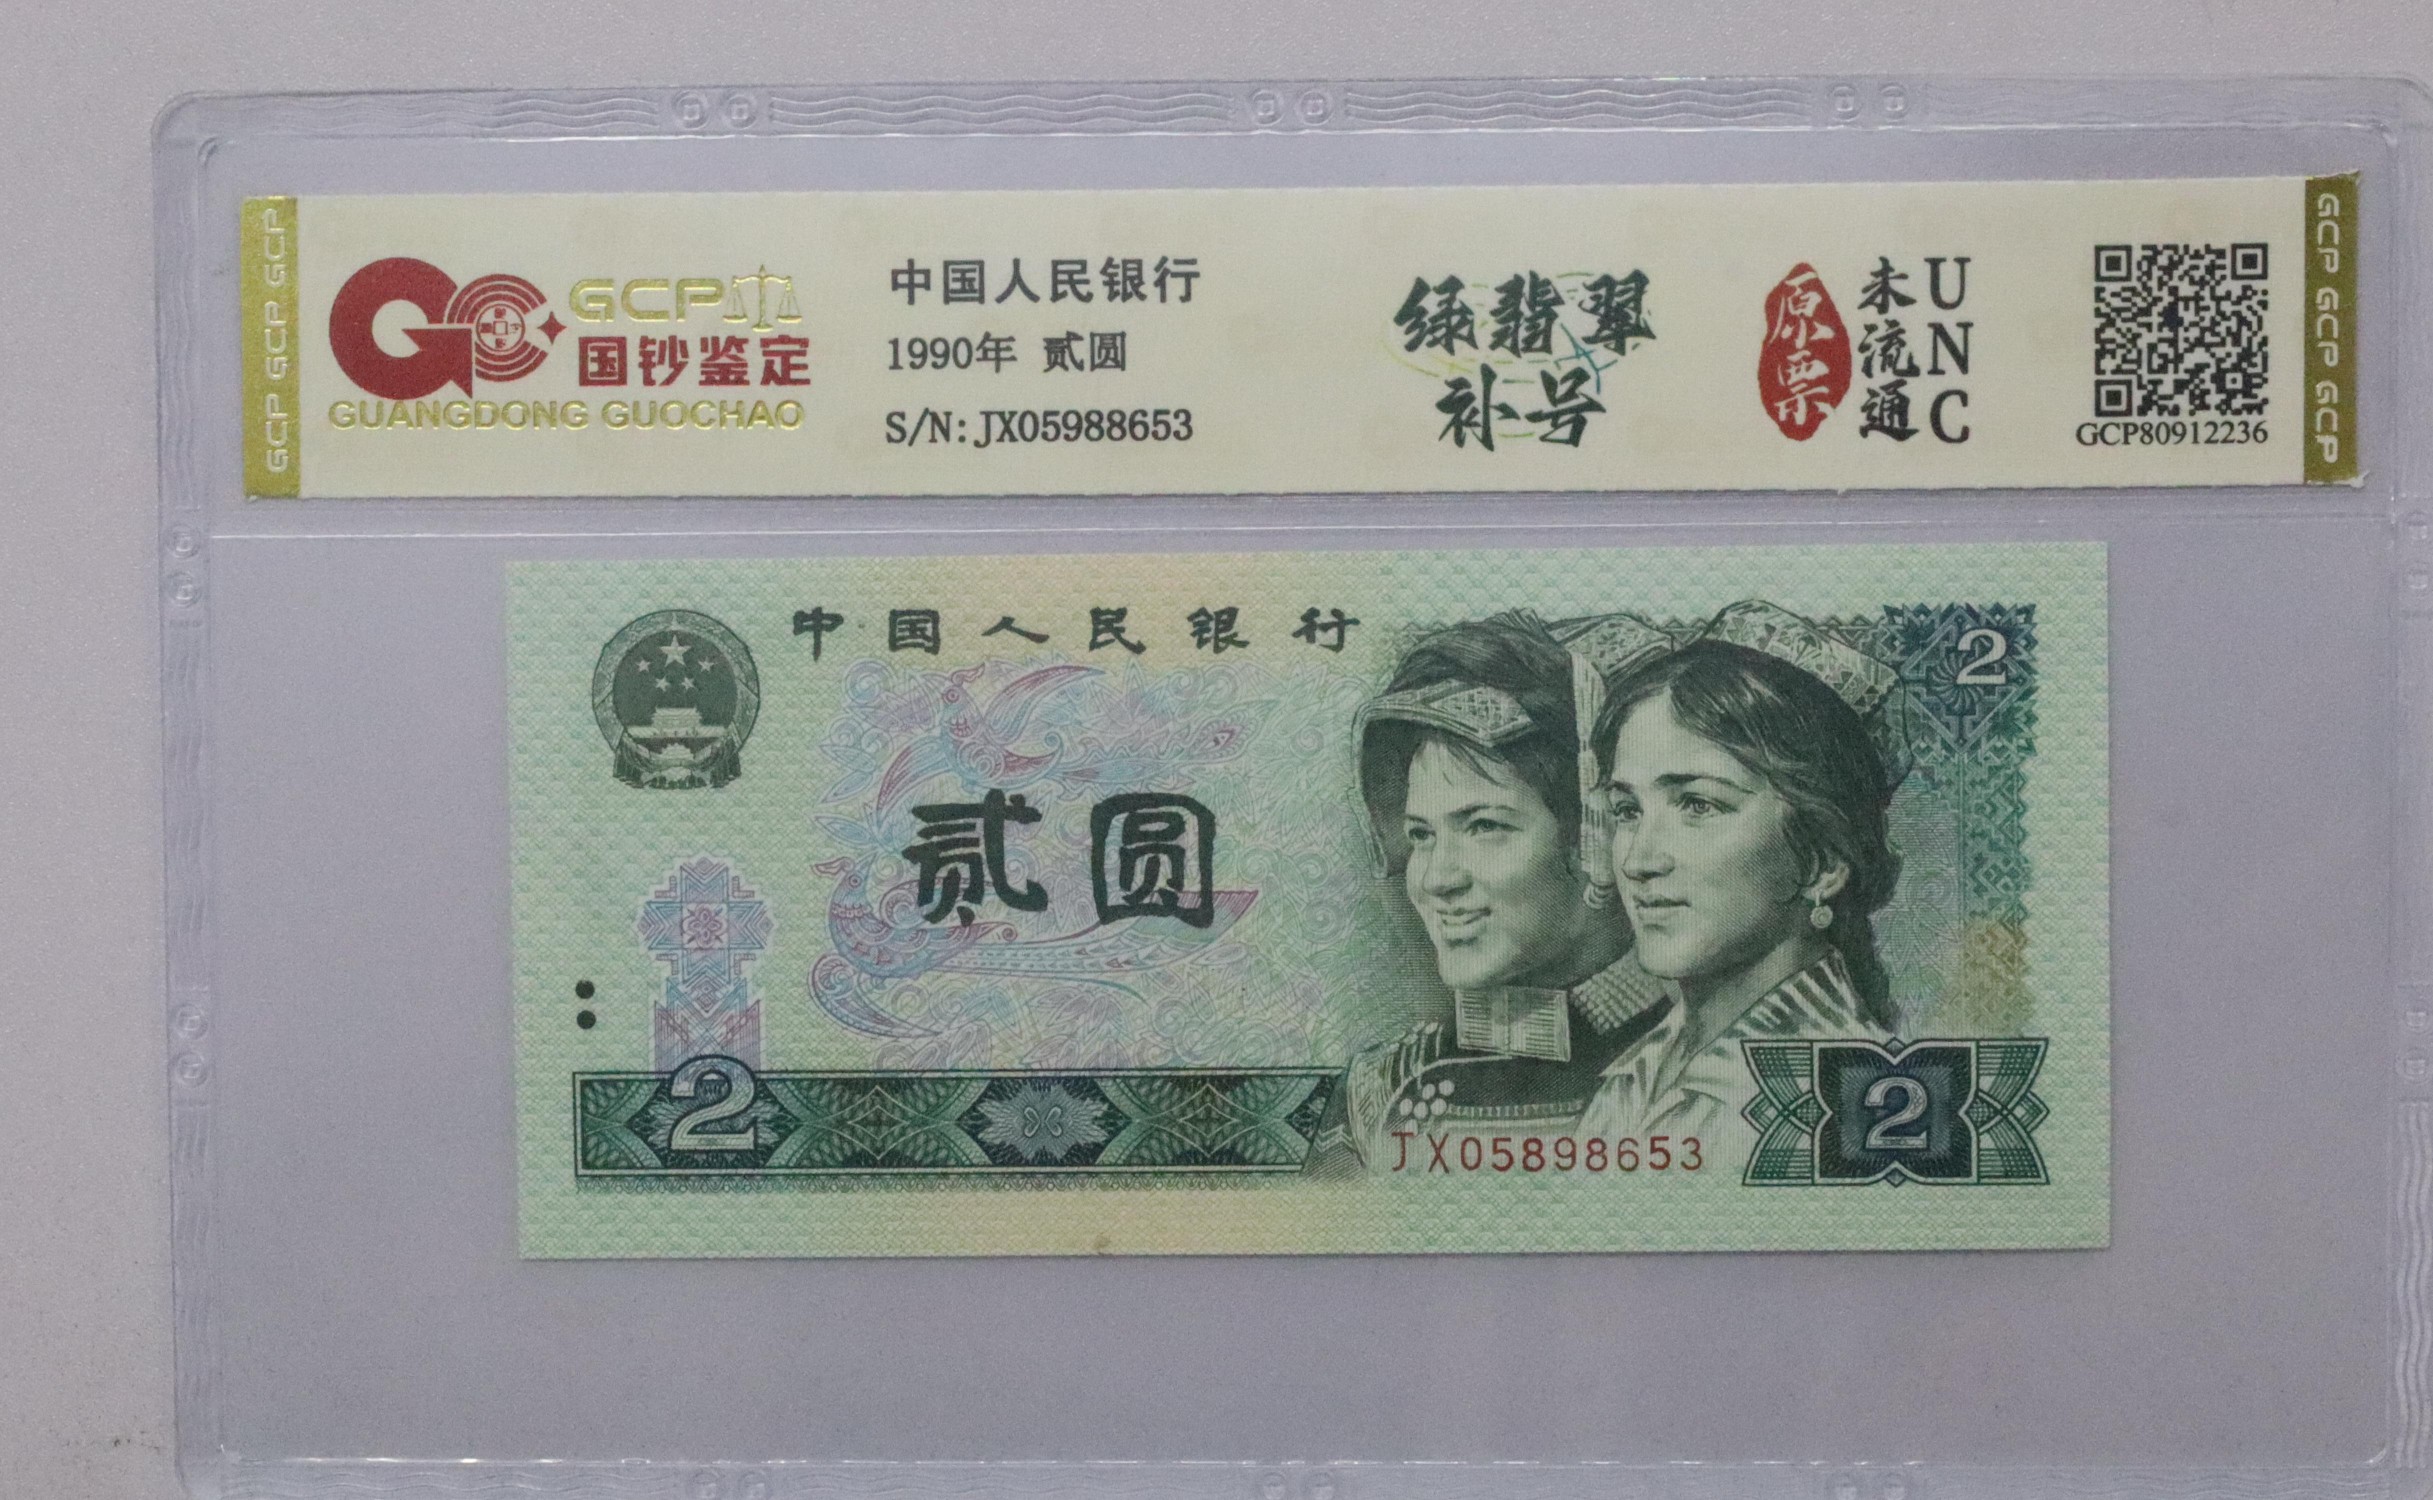 GCP GCP GCP
GCP
国钞鉴定
GUANGDONG GUOCHAO
中国人民银行
1990年 贰圆
S/N:JX05988653
绿翡翠
补号
原票
未流通
UNC
GCP80912236
GCP GCP GCP
中国人民银行
2
贰圆
2
JX05898653
2